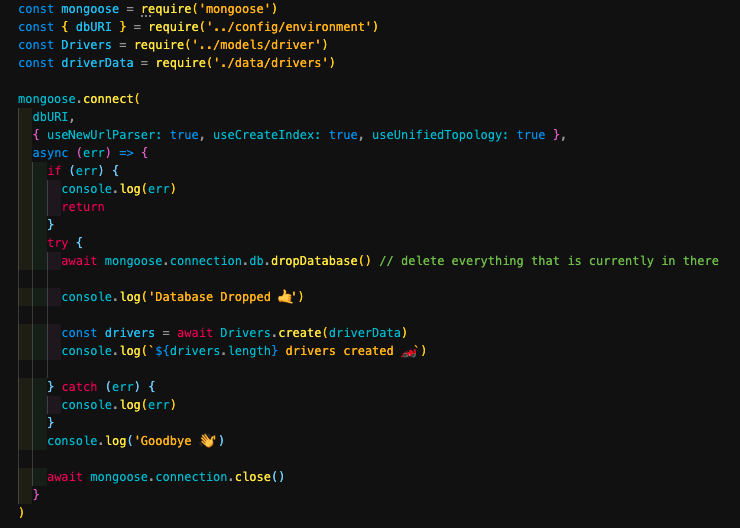 const mongoose = require('mongoose')
const { dbURI } = require('../config/environment')
const Drivers = require('../models/driver')
const driverData = require('./data/drivers')
mongoose.connect(
  dbURI,
  { useNewUrlParser: true, useCreateIndex: true, useUnifiedTopology: true },
  async (err) => {
    if (err) {
      console.log(err)
      return
    }
    try {
      await mongoose.connection.db.dropDatabase() // delete everything that is currently in there
      console.log('Database Dropped 🤙')
      const drivers = await Drivers.create(driverData)
      console.log(`${drivers.length} drivers created 🏎`)
    } catch (err) {
      console.log(err)
    }
    console.log('Goodbye 👋')
    await mongoose.connection.close()
  }
)